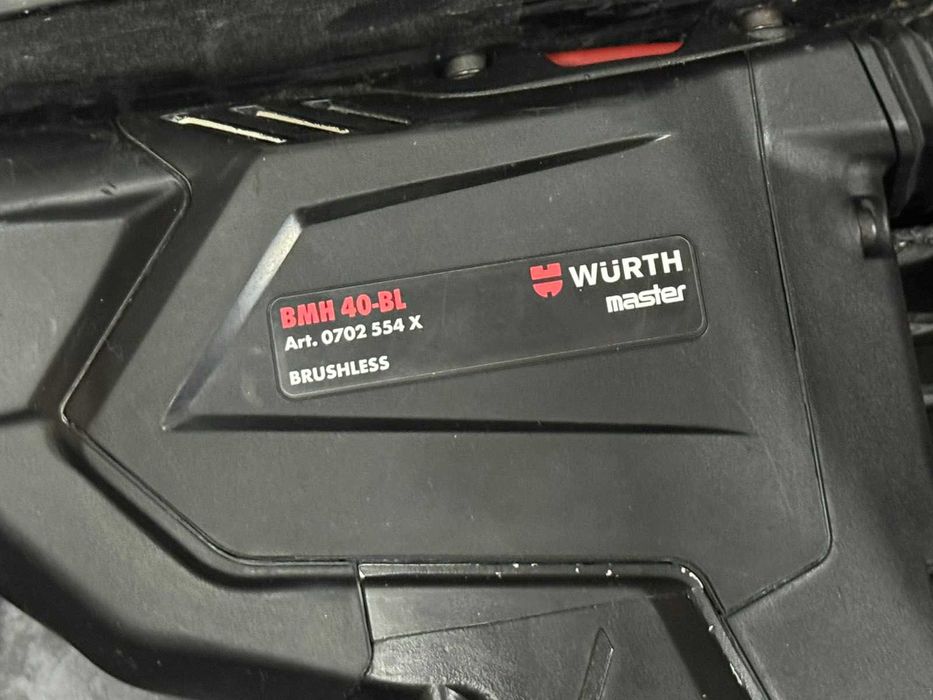 WÜRTH
master
BMH 40-BL
Art. 0702 554 X
BRUSHLESS